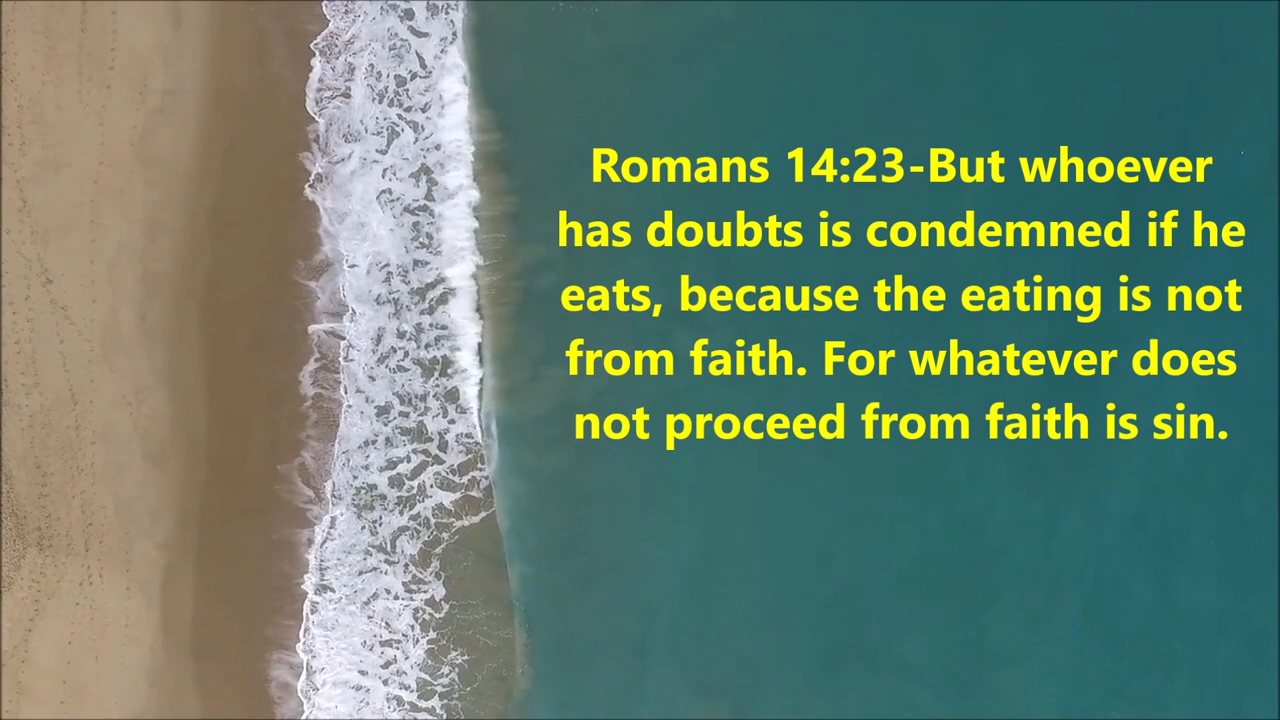 Romans 14:23-But whoever
has doubts is condemned if he
eats, because the eating is not
from faith. For whatever does
not proceed from faith is sin.